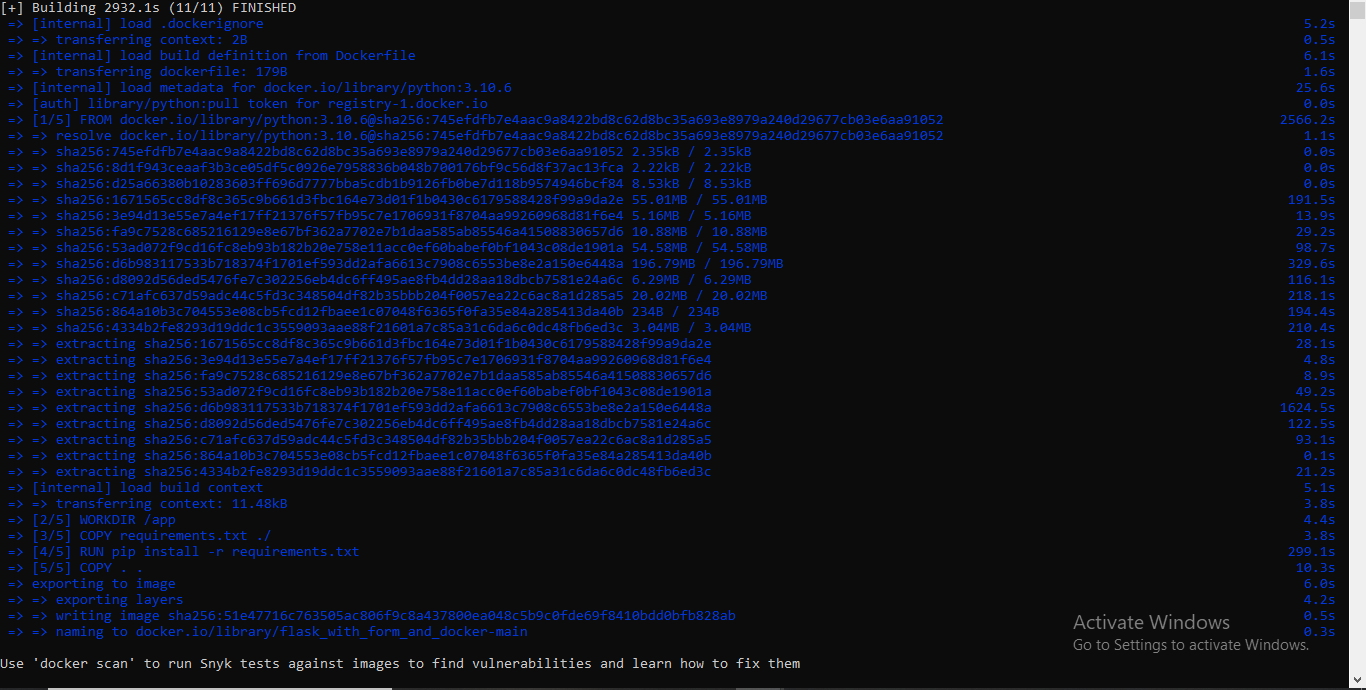 [+] Building 2932.1s (11/11) FINISHED
=> [internal] load .dockerignore 5.2s
=> => transferring context: 2B 0.5s
=> [internal] load build definition from Dockerfile 6.1s
=> => transferring dockerfile: 179B 1.6s
=> [internal] load metadata for docker.io/library/python:3.10.6 25.6s
=> [auth] library/python:pull token for registry-1.docker.io 0.0s
=> [1/5] FROM docker.io/library/python:3.10.6@sha256:745efdfb7e4aac9a8422bd8c62d8bc35a693e8979a240d29677cb03e6aa91052 2566.2s
=> => resolve docker.io/library/python:3.10.6@sha256:745efdfb7e4aac9a8422bd8c62d8bc35a693e8979a240d29677cb03e6aa91052 1.1s
=> => sha256:745efdfb7e4aac9a8422bd8c62d8bc35a693e8979a240d29677cb03e6aa91052 2.35kB / 2.35kB 0.0s
=> => sha256:8d1f943ceaaf3b3ce05df5c0926e7958836b048b700176bf9c56d8f37ac13fca 2.22kB / 2.22kB 0.0s
=> => sha256:d25a66380b10283603ff696d7777bba5cdb1b9126fb0be7d118b9574946bcf84 8.53kB / 8.53kB 0.0s
=> => sha256:1671565cc8df8c365c9b661d3fbc164e73d01f1b0430c6179588428f99a9da2e 55.01MB / 55.01MB 191.5s
=> => sha256:3e94d13e55e7a4ef17ff21376f57fb95c7e1706931f8704aa99260968d81f6e4 5.16MB / 5.16MB 13.9s
=> => sha256:fa9c7528c685216129e8e67bf362a7702e7b1daa585ab85546a41508830657d6 10.88MB / 10.88MB 29.2s
=> => sha256:53ad072f9cd16fc8eb93b182b20e758e11acc0ef60babef0bf1043c08de1901a 54.58MB / 54.58MB 98.7s
=> => sha256:d6b983117533b718374f1701ef593dd2afa6613c7908c6553be8e2a150e6448a 196.79MB / 196.79MB 329.6s
=> => sha256:d8092d56ded5476fe7c302256eb4dc6ff495ae8fb4dd28aa18dbcb7581e24a6c 6.29MB / 6.29MB 116.1s
=> => sha256:c71afc637d59adc44c5fd3c348504df82b35bbb204f0057ea22c6ac8a1d285a5 20.02MB / 20.02MB 218.1s
=> => sha256:864a10b3c704553e08cb5fcd12fbaee1c07048f6365f0fa35e84a285413da40b 234B / 234B 194.4s
=> => sha256:4334b2fe8293d19ddc1c3559093aae88f21601a7c85a31c6da6c0dc48fb6ed3c 3.04MB / 3.04MB 210.4s
=> => extracting sha256:1671565cc8df8c365c9b661d3fbc164e73d01f1b0430c6179588428f99a9da2e 28.1s
=> => extracting sha256:3e94d13e55e7a4ef17ff21376f57fb95c7e1706931f8704aa99260968d81f6e4 4.8s
=> => extracting sha256:fa9c7528c685216129e8e67bf362a7702e7b1daa585ab85546a41508830657d6 8.9s
=> => extracting sha256:53ad072f9cd16fc8eb93b182b20e758e11acc0ef60babef0bf1043c08de1901a 49.2s
=> => extracting sha256:d6b983117533b718374f1701ef593dd2afa6613c7908c6553be8e2a150e6448a 1624.5s
=> => extracting sha256:d8092d56ded5476fe7c302256eb4dc6ff495ae8fb4dd28aa18dbcb7581e24a6c 122.5s
=> => extracting sha256:c71afc637d59adc44c5fd3c348504df82b35bbb204f0057ea22c6ac8a1d285a5 93.1s
=> => extracting sha256:864a10b3c704553e08cb5fcd12fbaee1c07048f6365f0fa35e84a285413da40b 0.1s
=> => extracting sha256:4334b2fe8293d19ddc1c3559093aae88f21601a7c85a31c6da6c0dc48fb6ed3c 21.2s
=> [internal] load build context 5.1s
=> => transferring context: 11.48kB 3.8s
=> [2/5] WORKDIR /app 4.4s
=> [3/5] COPY requirements.txt ./ 3.8s
=> [4/5] RUN pip install -r requirements.txt 299.1s
=> [5/5] COPY . . 10.3s
=> exporting to image 6.0s
=> => exporting layers 4.2s
=> => writing image sha256:51e47716c763505ac806f9c8a437800ea048c5b9c0fde69f8410bdd0bfb828ab 0.5s
=> => naming to docker.io/library/flask_with_form_and_docker-main 0.3s
Activate Windows
Go to Settings to activate Windows.
Use 'docker scan' to run Snyk tests against images to find vulnerabilities and learn how to fix them